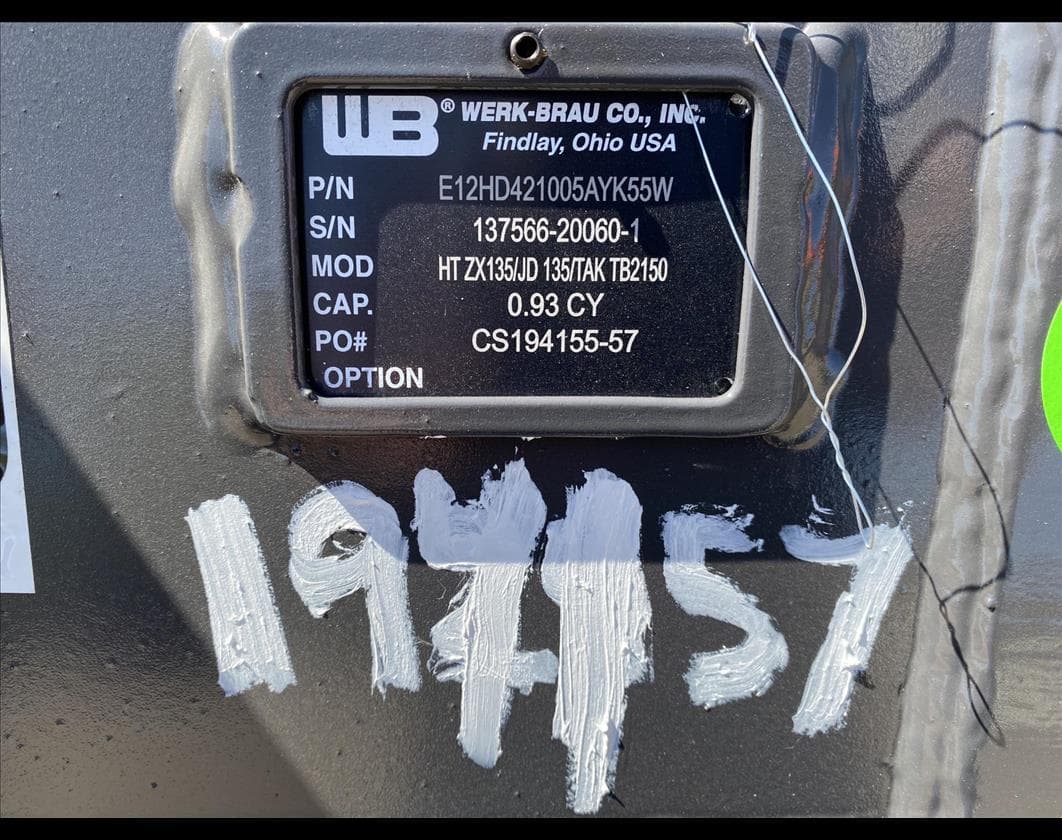 WB® WERK-BRAU CO., INC.
Findlay, Ohio USA
P/N E12HD421005AYK55W
S/N 137566-20060-1
MOD HT ZX135/JD 135/TAK TB2150
CAP. 0.93 CY
PO# CS194155-57
OPTION